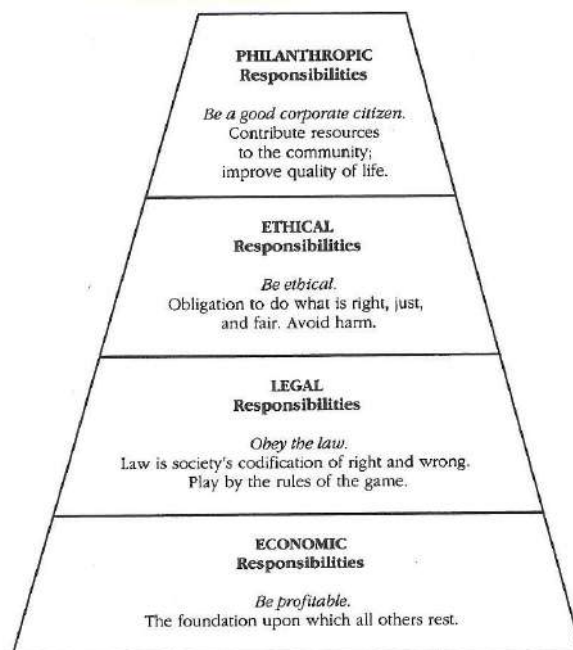 PHILANTHROPIC
Responsibilities
Be a good corporate citizen.
Contribute resources
to the community;
improve quality of life.
ETHICAL
Responsibilities
Be ethical.
Obligation to do what is right, just,
and fair. Avoid harm.
LEGAL
Responsibilities
Obey the law.
Law is society's codification of right and wrong.
Play by the rules of the game.
ECONOMIC
Responsibilities
Be profitable.
The foundation upon which all others rest.